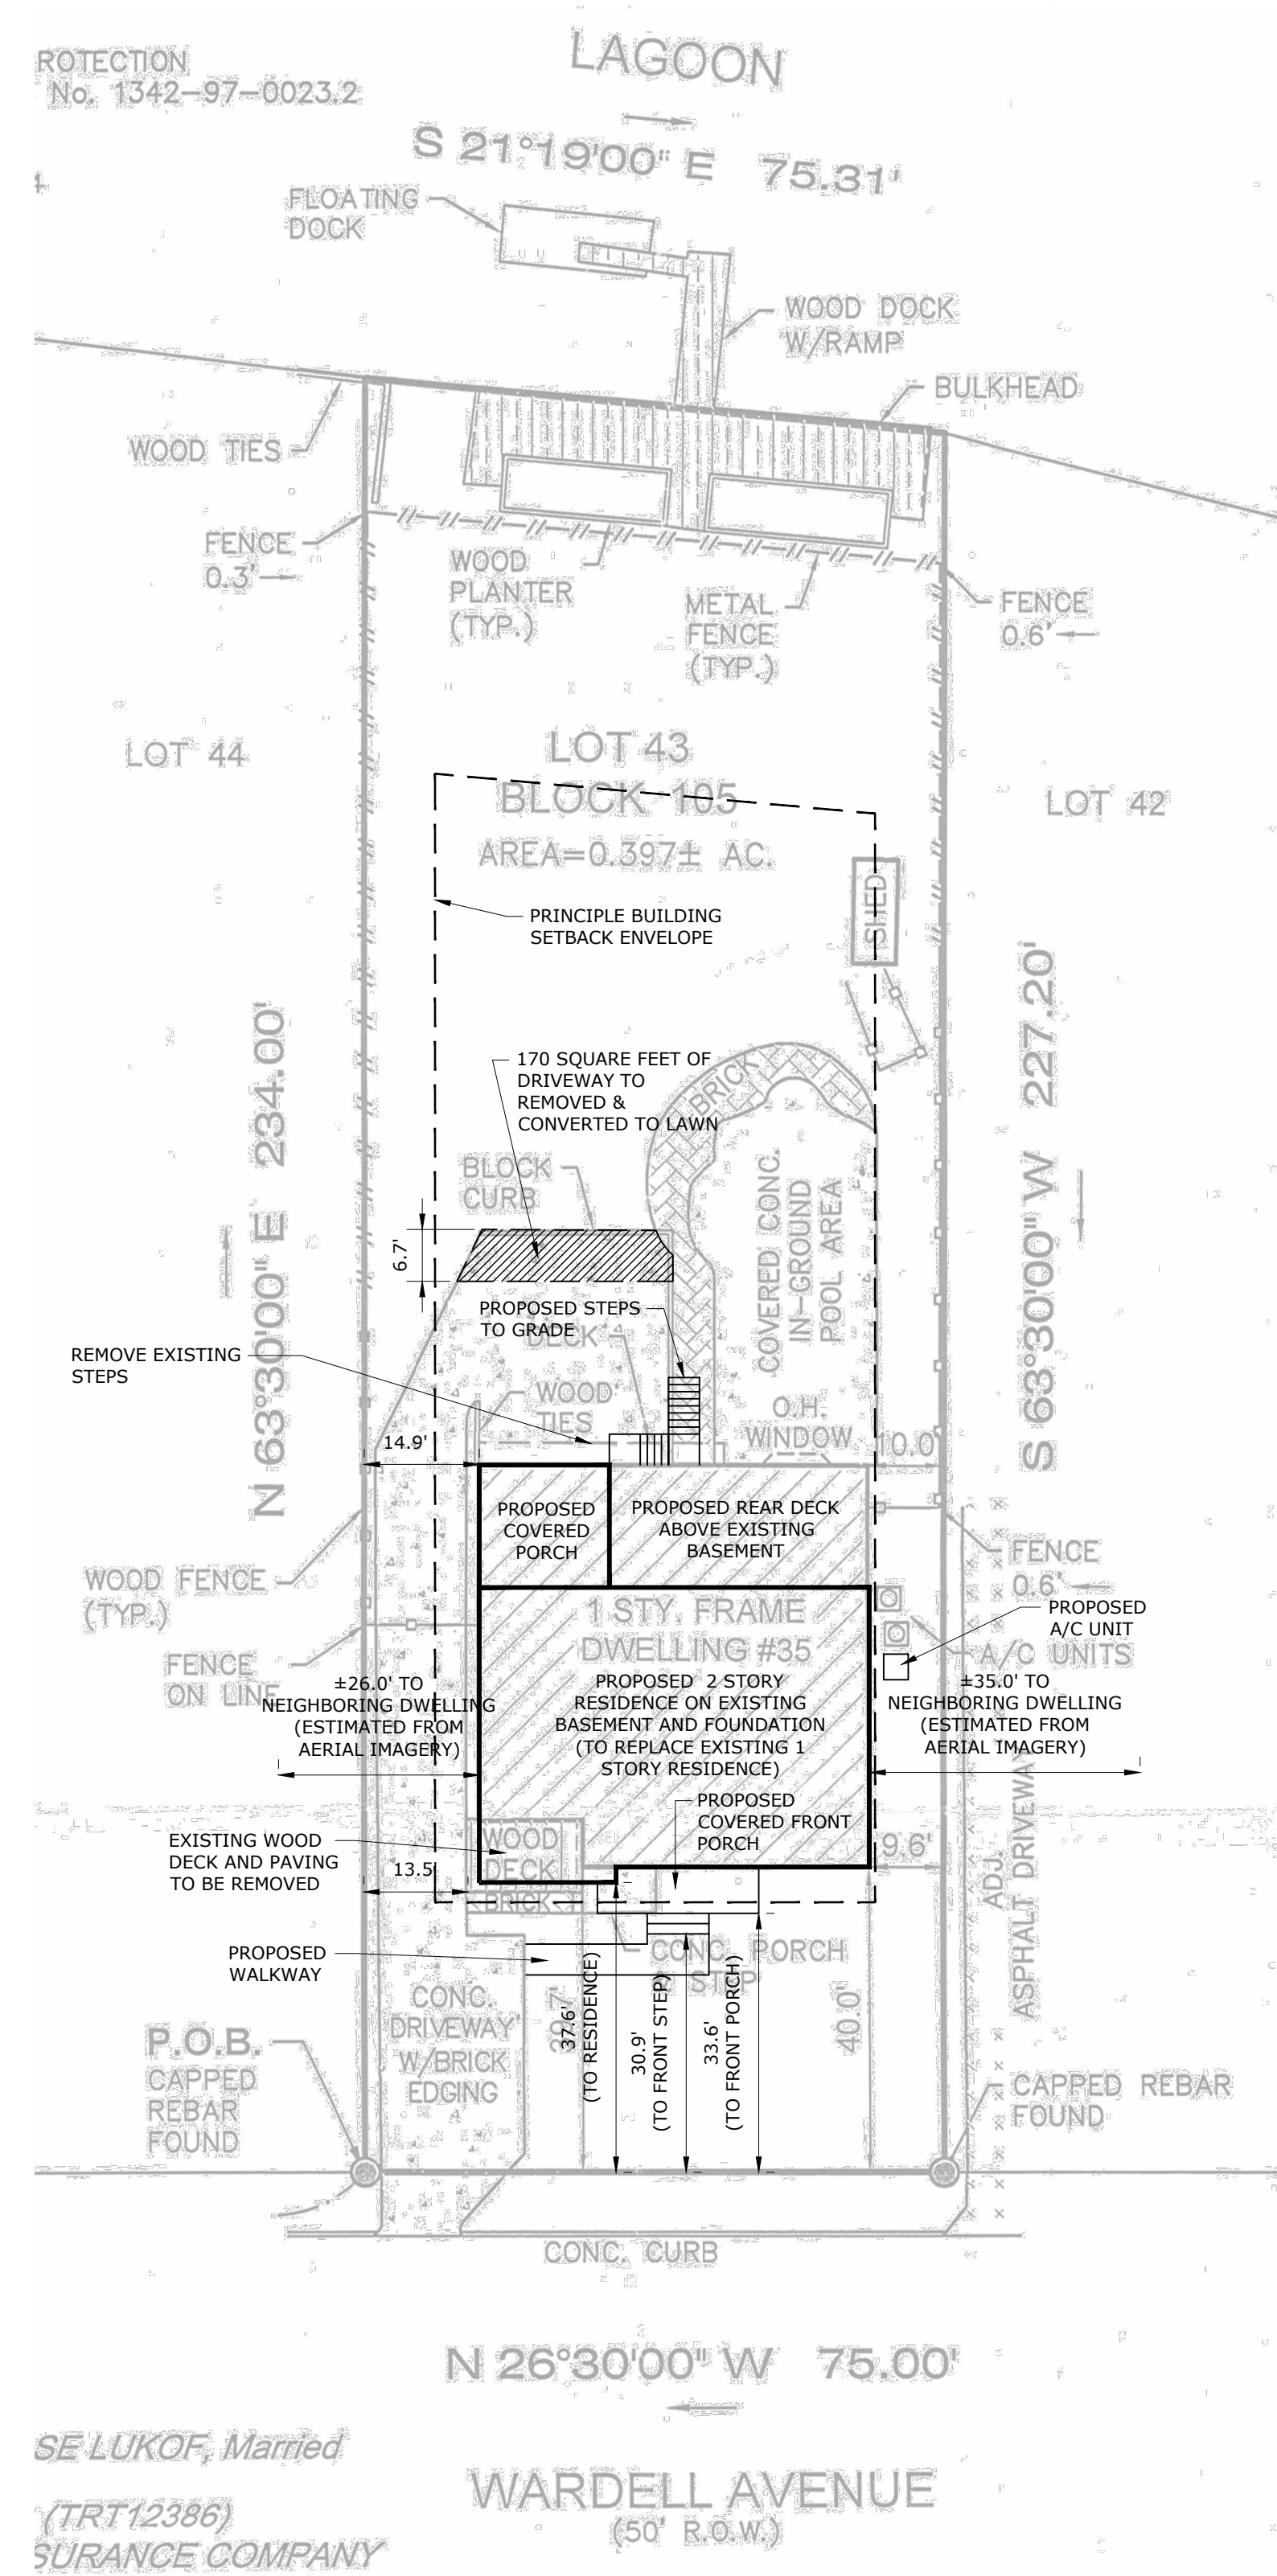 LAGOON
ROTECTION
No. 1342-97-0023.2
S 21°19'00" E 75.31'
FLOATING
DOCK
WOOD DOCK
W/RAMP
BULKHEAD
WOOD TIES
FENCE
0.3'
WOOD
PLANTER
(TYP.)
METAL
FENCE
(TYP.)
FENCE
0.6'
LOT 44
LOT 43
BLOCK 105
AREA=0.397± AC.
LOT 42
SHED
PRINCIPLE BUILDING
SETBACK ENVELOPE
N 63°30'00" E 234.00'
S 63°30'00" W 227.20'
170 SQUARE FEET OF
DRIVEWAY TO
REMOVED &
CONVERTED TO LAWN
BRICK
BLOCK
CURB
6.7'
COVERED CONC.
IN-GROUND
POOL AREA
PROPOSED STEPS
TO GRADE
DECK
REMOVE EXISTING
STEPS
WOOD
TIES
O.H.
WINDOW
14.9'
10.0'
PROPOSED
COVERED
PORCH
PROPOSED REAR DECK
ABOVE EXISTING
BASEMENT
WOOD FENCE
(TYP.)
FENCE
0.6'
1 STY. FRAME
DWELLING #35
PROPOSED
A/C UNIT
A/C UNITS
FENCE
ON LINE
±26.0' TO
NEIGHBORING DWELLING
(ESTIMATED FROM
AERIAL IMAGERY)
PROPOSED 2 STORY
RESIDENCE ON EXISTING
BASEMENT AND FOUNDATION
(TO REPLACE EXISTING 1
STORY RESIDENCE)
±35.0' TO
NEIGHBORING DWELLING
(ESTIMATED FROM
AERIAL IMAGERY)
PROPOSED
COVERED FRONT
PORCH
EXISTING WOOD
DECK AND PAVING
TO BE REMOVED
WOOD
DECK
BRICK
13.5'
9.6'
ADJ.
ASPHALT DRIVEWAY
PROPOSED
WALKWAY
CONC. PORCH
STEP
CONC.
DRIVEWAY
W/BRICK
EDGING
37.6'
(TO RESIDENCE)
30.9'
(TO FRONT STEP)
33.6'
(TO FRONT PORCH)
40.0'
P.O.B.
CAPPED
REBAR
FOUND
CAPPED REBAR
FOUND
CONC. CURB
N 26°30'00" W 75.00'
SE LUKOF, Married
WARDELL AVENUE
(50' R.O.W.)
(TRT12386)
SURANCE COMPANY